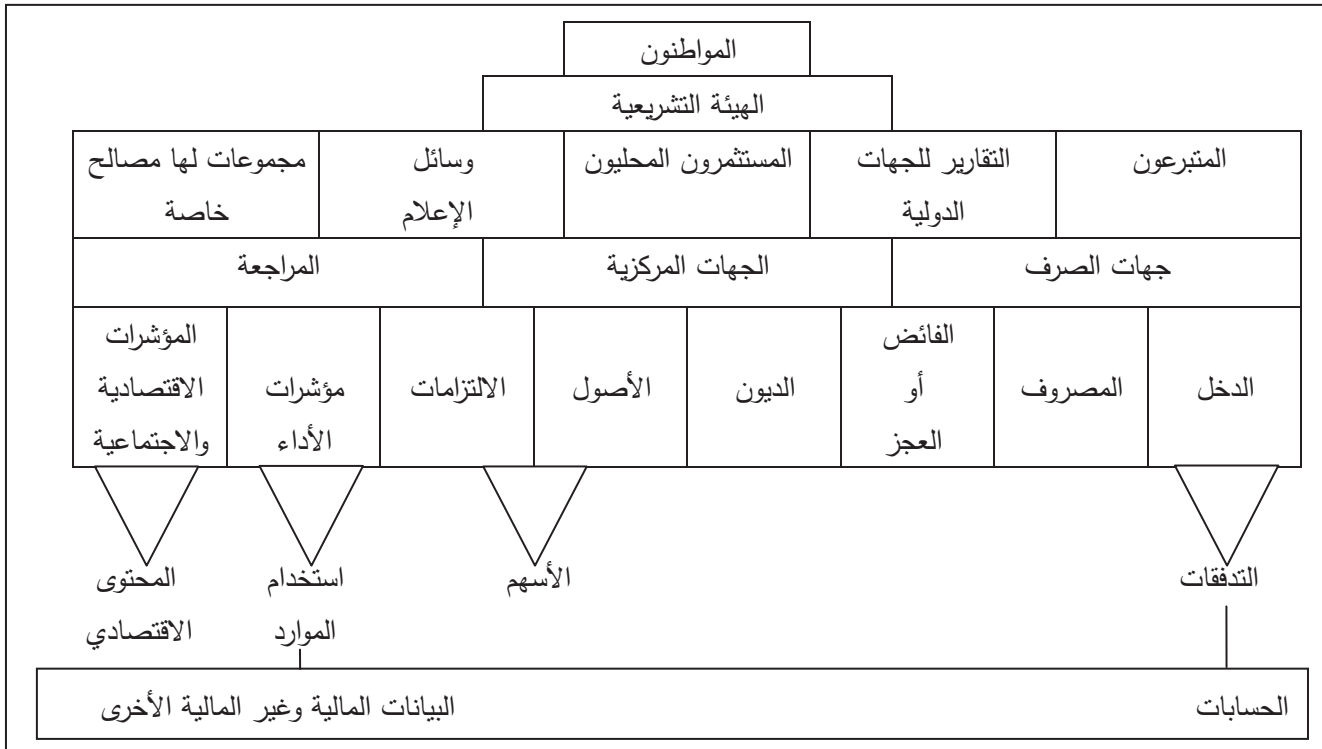 المواطنون
الهيئة التشريعية
المتبرعون
التقارير للجهات
الدولية
المستثمرون المحليون
وسائل
الإعلام
مجموعات لها مصالح
خاصة
جهات الصرف
الجهات المركزية
المراجعة
الدخل
المصروف
الفائض
أو
العجز
الديون
الأصول
الالتزامات
مؤشرات
الأداء
المؤشرات
الاقتصادية
والاجتماعية
التدفقات
الأسهم
استخدام
الموارد
المحتوى
الاقتصادي
الحسابات
البيانات المالية وغير المالية الأخرى